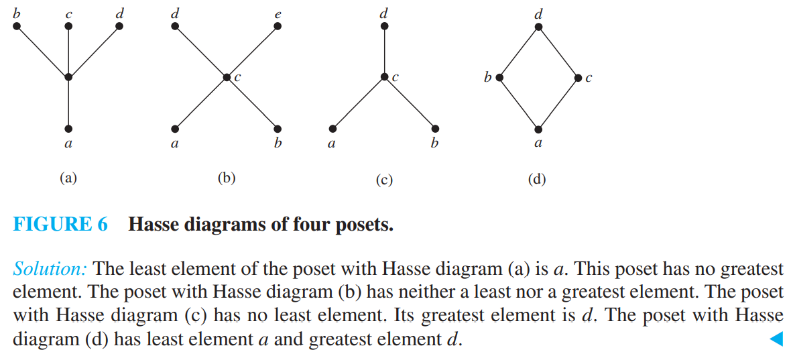 b c d d e d d
c c b c
a a b a b a
(a) (b) (c) (d)
FIGURE 6 Hasse diagrams of four posets.
Solution: The least element of the poset with Hasse diagram (a) is a. This poset has no greatest
element. The poset with Hasse diagram (b) has neither a least nor a greatest element. The poset
with Hasse diagram (c) has no least element. Its greatest element is d. The poset with Hasse
diagram (d) has least element a and greatest element d.